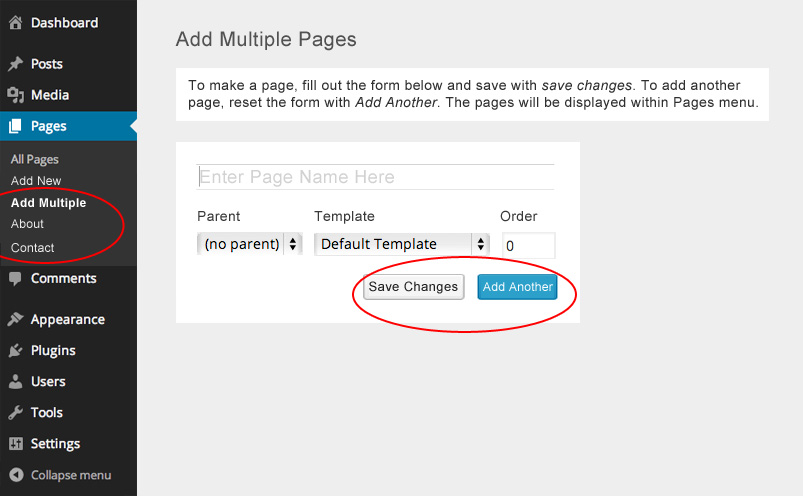 Dashboard
Posts
Media
Pages
All Pages
Add New
Add Multiple
About
Contact
Comments
Appearance
Plugins
Users
Tools
Settings
Collapse menu
Add Multiple Pages
To make a page, fill out the form below and save with save changes. To add another
page, reset the form with Add Another. The pages will be displayed within Pages menu.
Enter Page Name Here
Parent Template Order
(no parent) Default Template 0
Save Changes Add Another